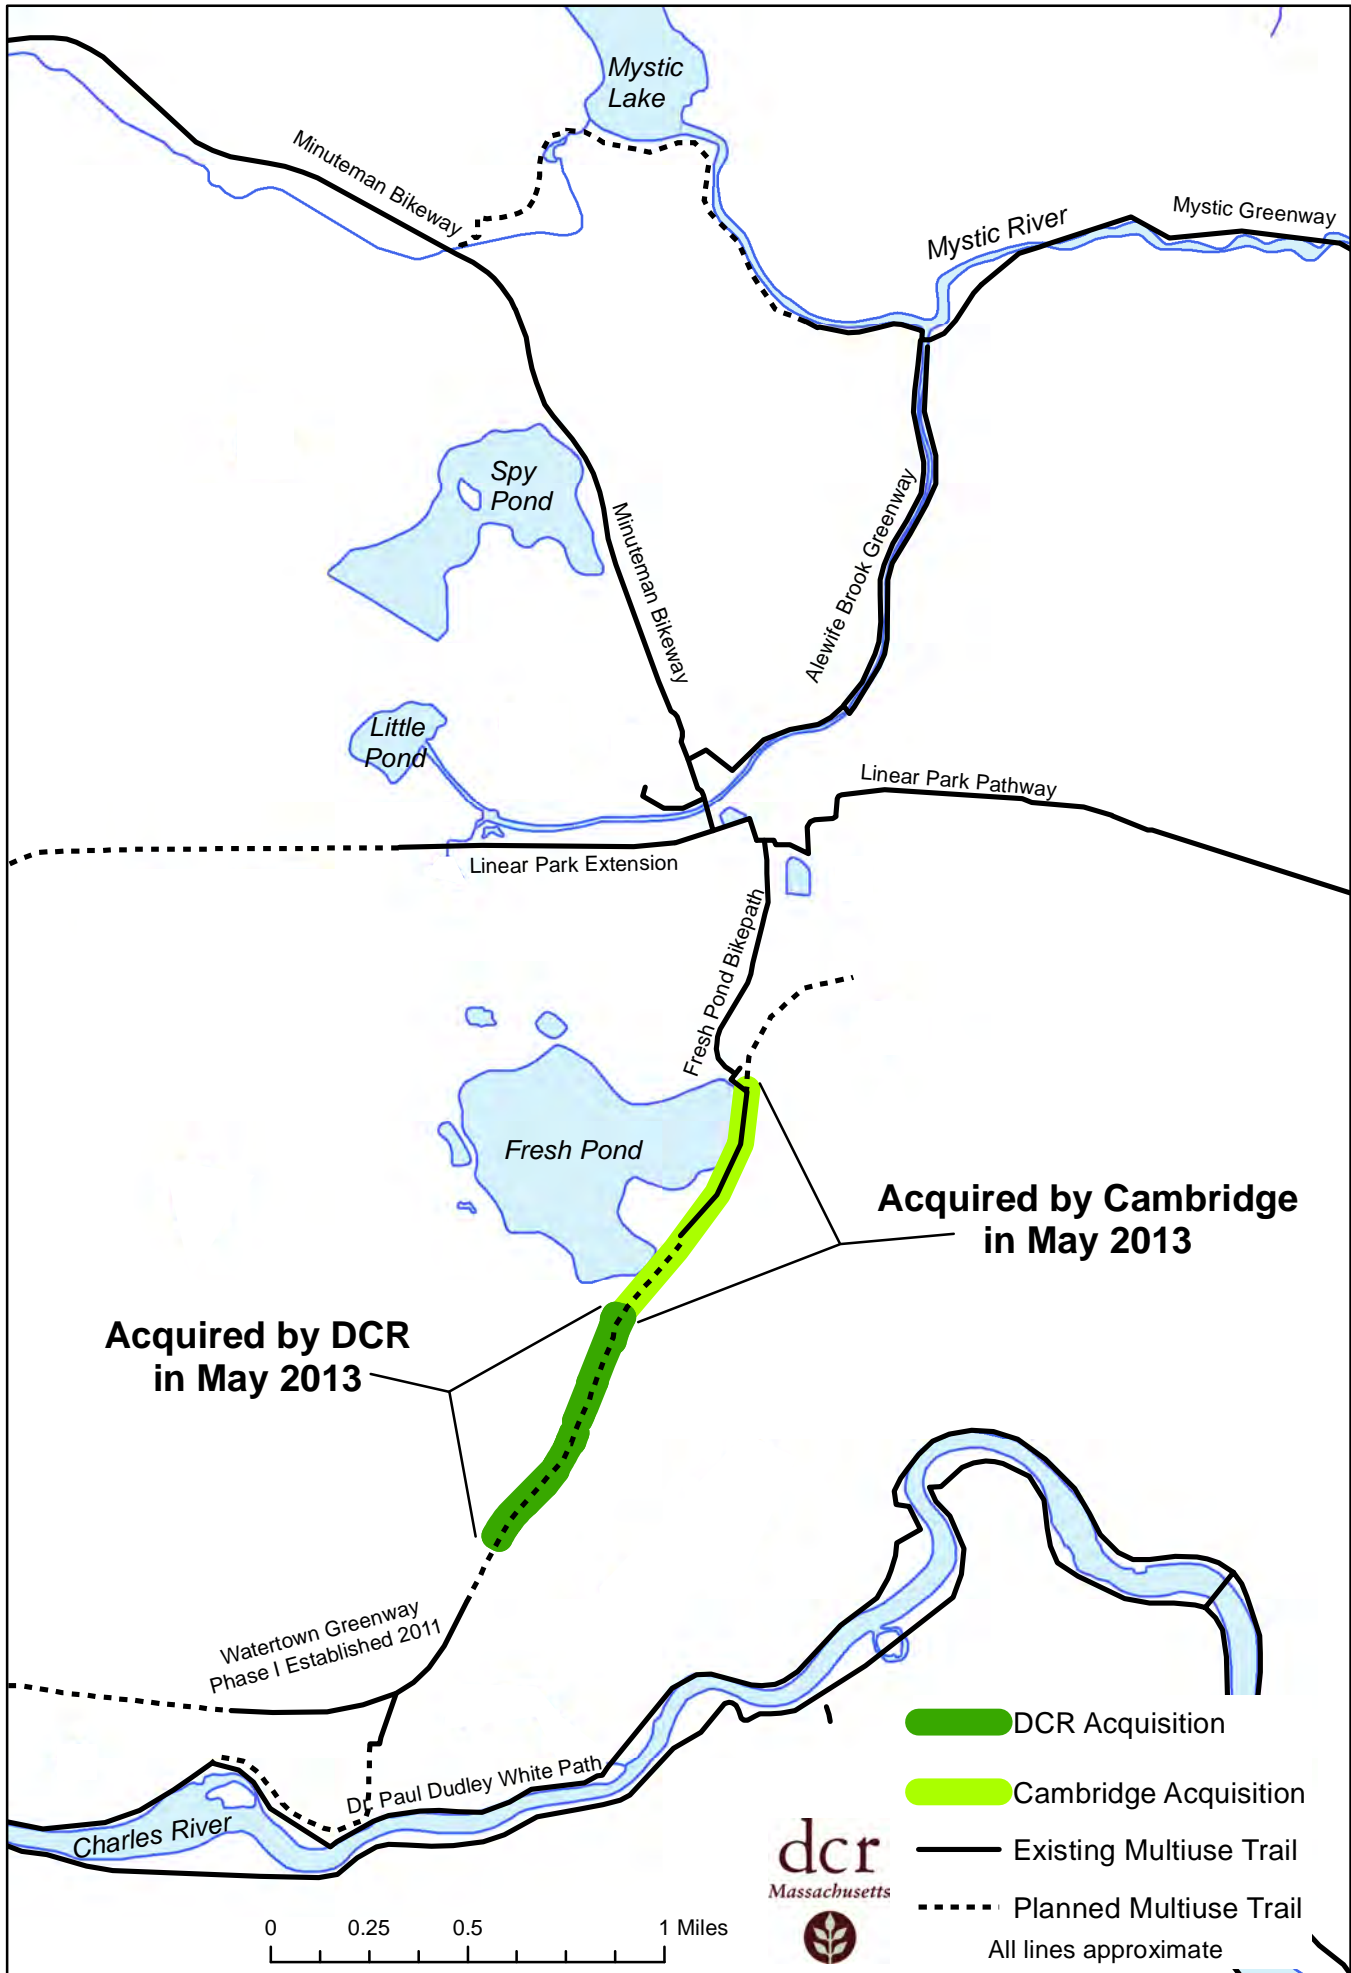 Mystic
Lake
Minuteman Bikeway
Mystic Greenway
Mystic River
Spy
Pond
Minuteman Bikeway
Alewife Brook Greenway
Little
Pond
Linear Park Pathway
Linear Park Extension
Fresh Pond Bikepath
Fresh Pond
Acquired by Cambridge
in May 2013
Acquired by DCR
in May 2013
Watertown Greenway
Phase I Established 2011
Dr. Paul Dudley White Path
Charles River
DCR Acquisition
Cambridge Acquisition
Existing Multiuse Trail
Planned Multiuse Trail
All lines approximate
dcr
Massachusetts
0 0.25 0.5 1 Miles